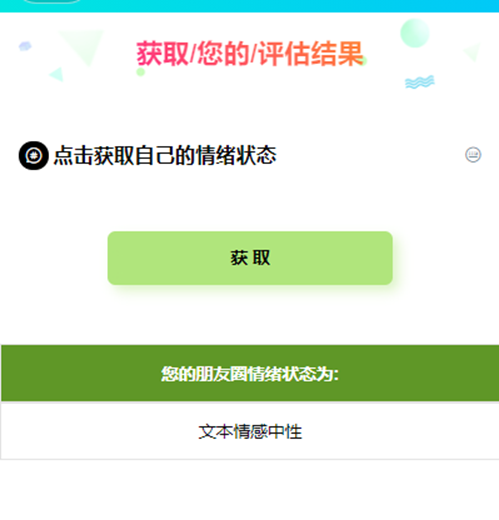 获取/您的/评估结果
点击获取自己的情绪状态
获 取
您的朋友圈情绪状态为:
文本情感中性